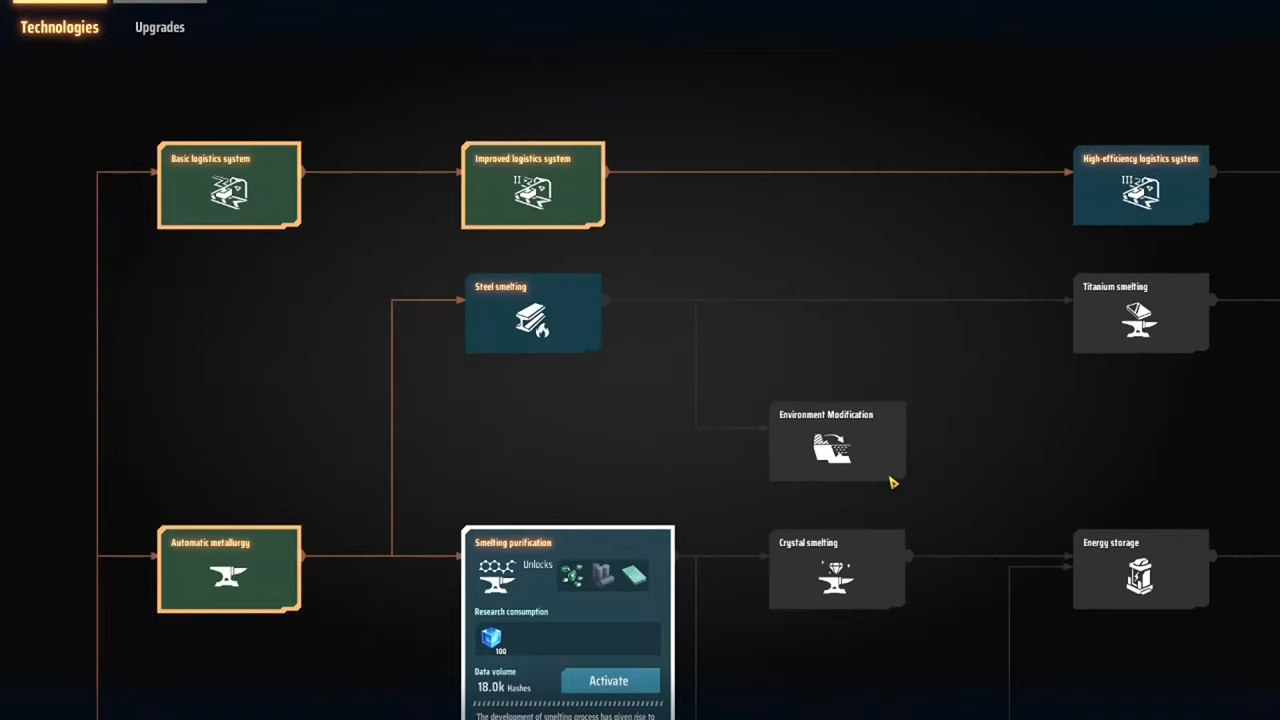 Technologies
Upgrades
Basic logistics system
Improved logistics system
II
High-efficiency logistics system
III
Steel smelting
Titanium smelting
Environment Modification
Automatic metallurgy
Smelting purification
Unlocks
Research consumption
100
Data volume
18.0k Hashes
Activate
The development of smelting process has given rise to
Crystal smelting
Energy storage